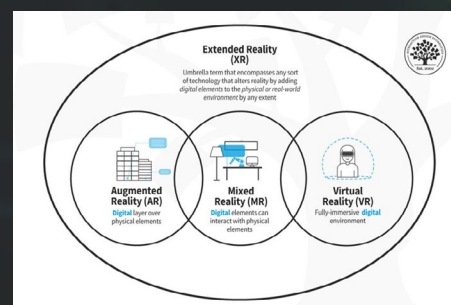 Extended Reality
(XR)
Umbrella term that encompasses any sort
of technology that alters reality by adding
digital elements to the physical or real-world
environment by any extent
Augmented
Reality (AR)
Digital layer over
physical elements
Mixed
Reality (MR)
Digital elements can
interact with physical
elements
Virtual
Reality (VR)
Fully-immersive digital
environment